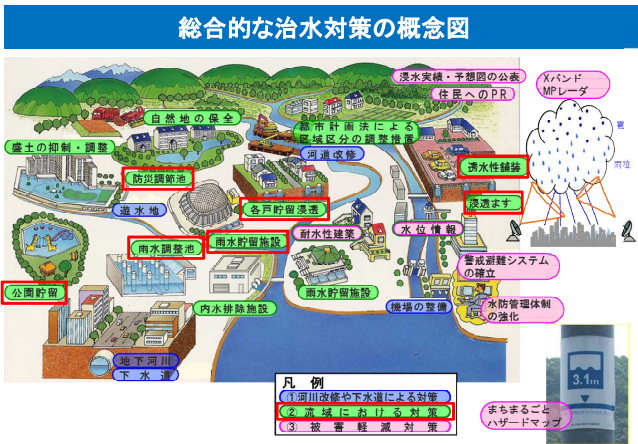 総合的な治水対策の概念図
浸水実績・予想図の公表
住民へのPR
Xバンド
MPレーダ
自然地の保全
都市計画法による
区域区分の調整措置
雹
雨粒
盛土の抑制・調整
河道改修
透水性舗装
防災調節池
浸透ます
遊水地
各戸貯留浸透
雨水調整池
雨水貯留施設
耐水性建築
水位情報
警戒避難システム
の確立
公園貯留
雨水貯留施設
機場の整備
水防管理体制
の強化
内水排除施設
地下河川
下水道
凡例
①河川改修や下水道による対策
②流域における対策
③被害軽減対策
3.1m
まちまるごと
ハザードマップ